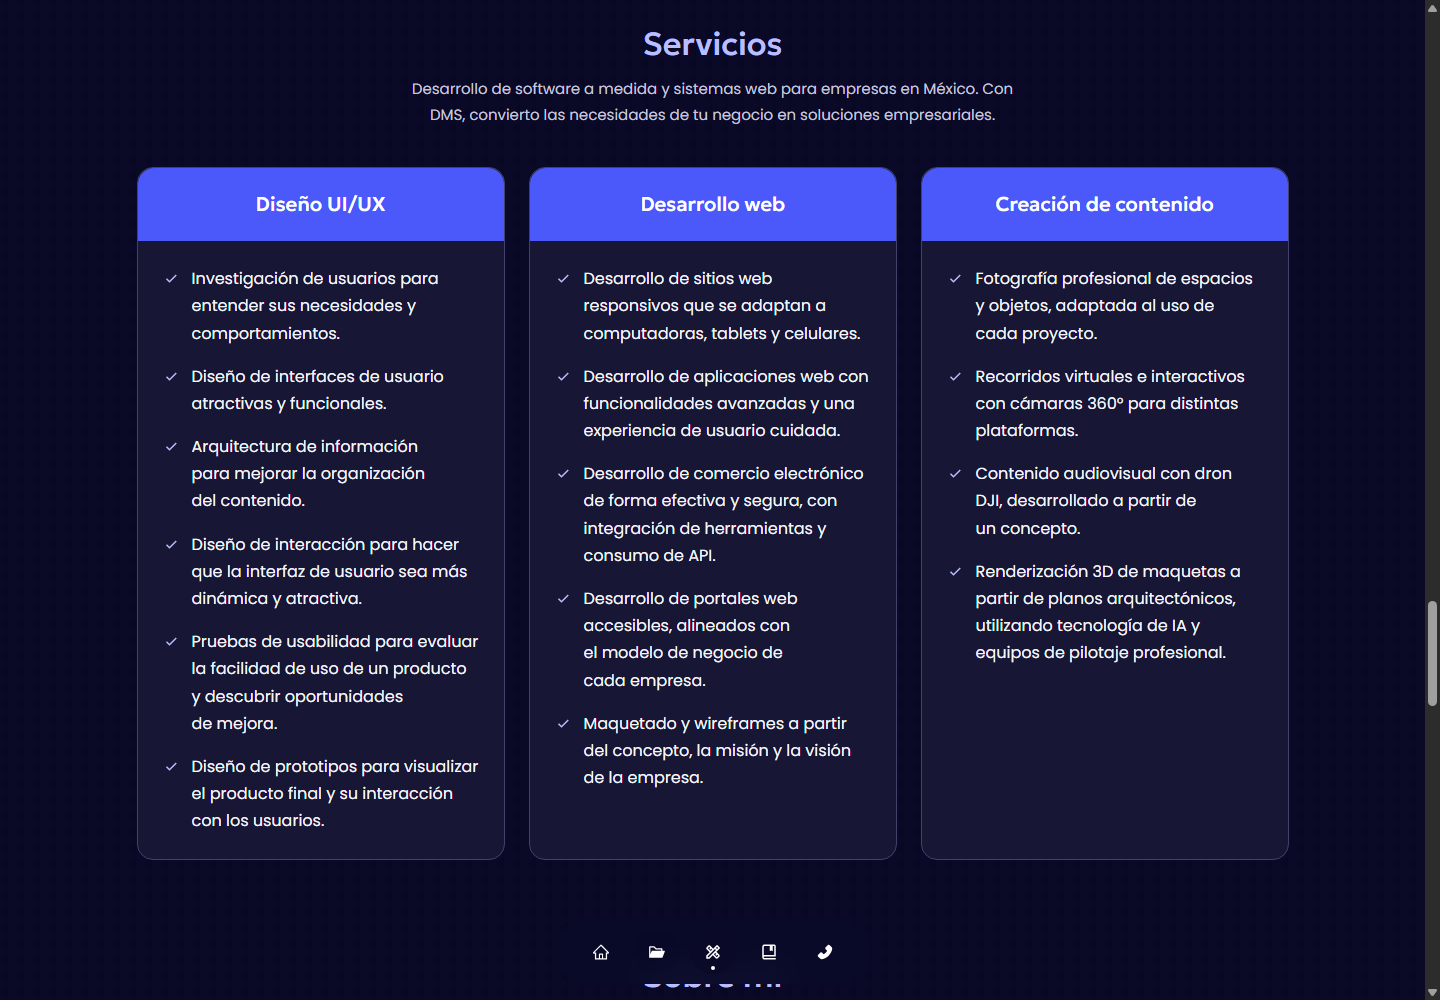 Servicios
Desarrollo de software a medida y sistemas web para empresas en México. Con
DMS, convierto las necesidades de tu negocio en soluciones empresariales.
Diseño UI/UX
Investigación de usuarios para
entender sus necesidades y
comportamientos.
Diseño de interfaces de usuario
atractivas y funcionales.
Arquitectura de información
para mejorar la organización
del contenido.
Diseño de interacción para hacer
que la interfaz de usuario sea más
dinámica y atractiva.
Pruebas de usabilidad para evaluar
la facilidad de uso de un producto
y descubrir oportunidades
de mejora.
Diseño de prototipos para visualizar
el producto final y su interacción
con los usuarios.
Desarrollo web
Desarrollo de sitios web
responsivos que se adaptan a
computadoras, tablets y celulares.
Desarrollo de aplicaciones web con
funcionalidades avanzadas y una
experiencia de usuario cuidada.
Desarrollo de comercio electrónico
de forma efectiva y segura, con
integración de herramientas y
consumo de API.
Desarrollo de portales web
accesibles, alineados con
el modelo de negocio de
cada empresa.
Maquetado y wireframes a partir
del concepto, la misión y la visión
de la empresa.
Creación de contenido
Fotografía profesional de espacios
y objetos, adaptada al uso de
cada proyecto.
Recorridos virtuales e interactivos
con cámaras 360° para distintas
plataformas.
Contenido audiovisual con dron
DJI, desarrollado a partir de
un concepto.
Renderización 3D de maquetas a
partir de planos arquitectónicos,
utilizando tecnología de IA y
equipos de pilotaje profesional.